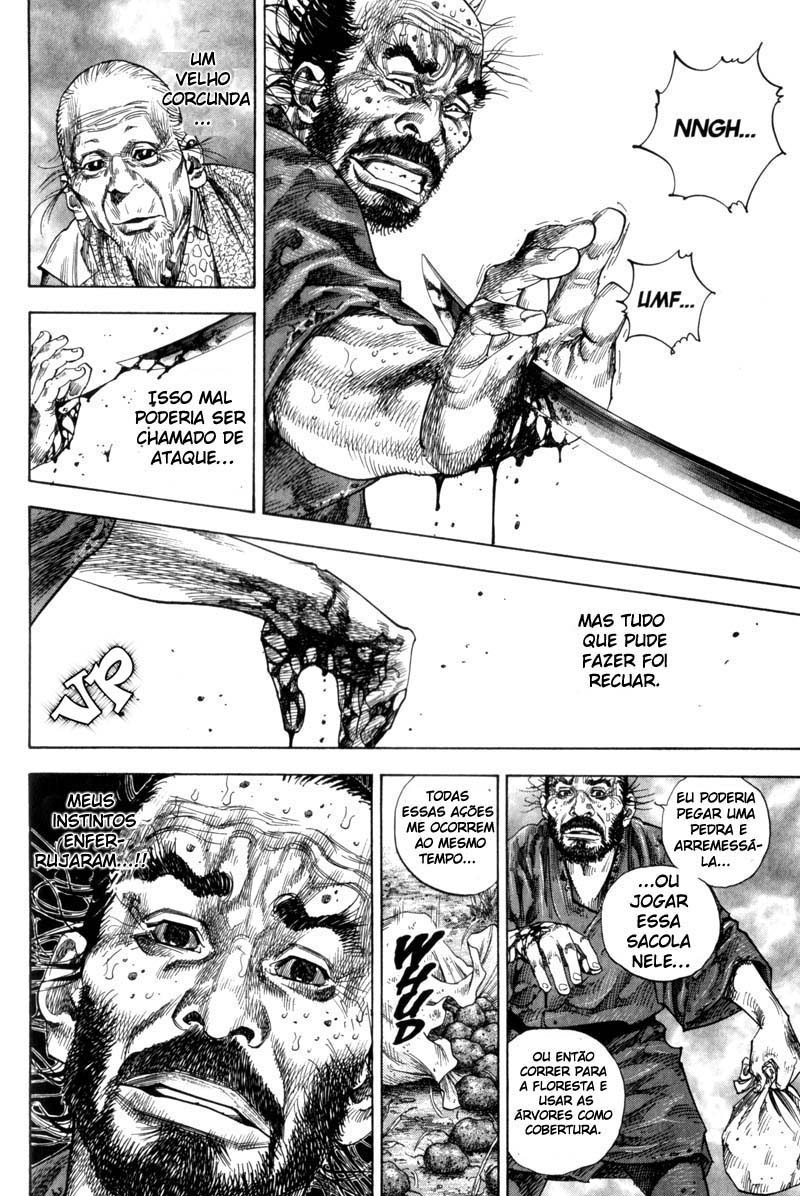 NNGH...
UMF...
UM
VELHO
CORCUNDA
...
ISSO MAL
PODERIA SER
CHAMADO DE
ATAQUE...
MAS TUDO
QUE PUDE
FAZER FOI
RECUAR.
VP
EU PODERIA
PEGAR UMA
PEDRA E
ARREMESSÁ-
LA...
...OU
JOGAR
ESSA
SACOLA
NELE...
OU ENTÃO
CORRER PARA
A FLORESTA E
USAR AS
ÁRVORES COMO
COBERTURA.
TODAS
ESSAS AÇÕES
ME OCORREM
AO MESMO
TEMPO...
WHUD
MEUS
INSTINTOS
ENFER-
RUJARAM...!!